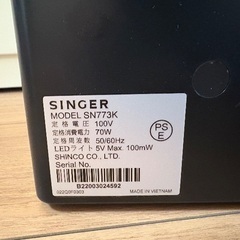 SINGER
MODEL SN773K
定格電圧 100V
定格消費電力 70W
定格周波数 50/60Hz
LEDライト 5V Max. 100mW
SHINCO CO., LTD.
Serial No.
B22003024592
MADE IN VIETNAM
PS
E